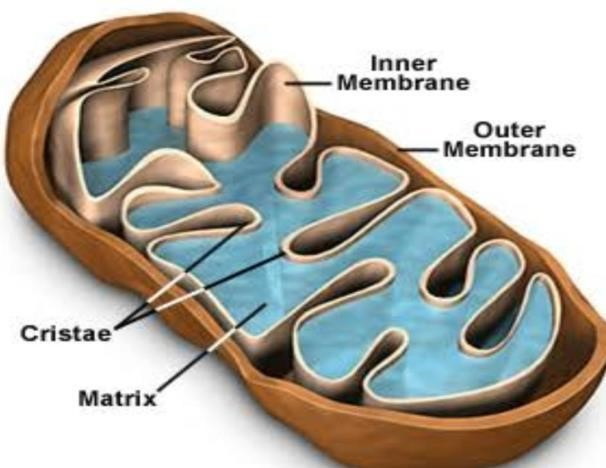 Inner
Membrane
Outer
Membrane
Cristae
Matrix